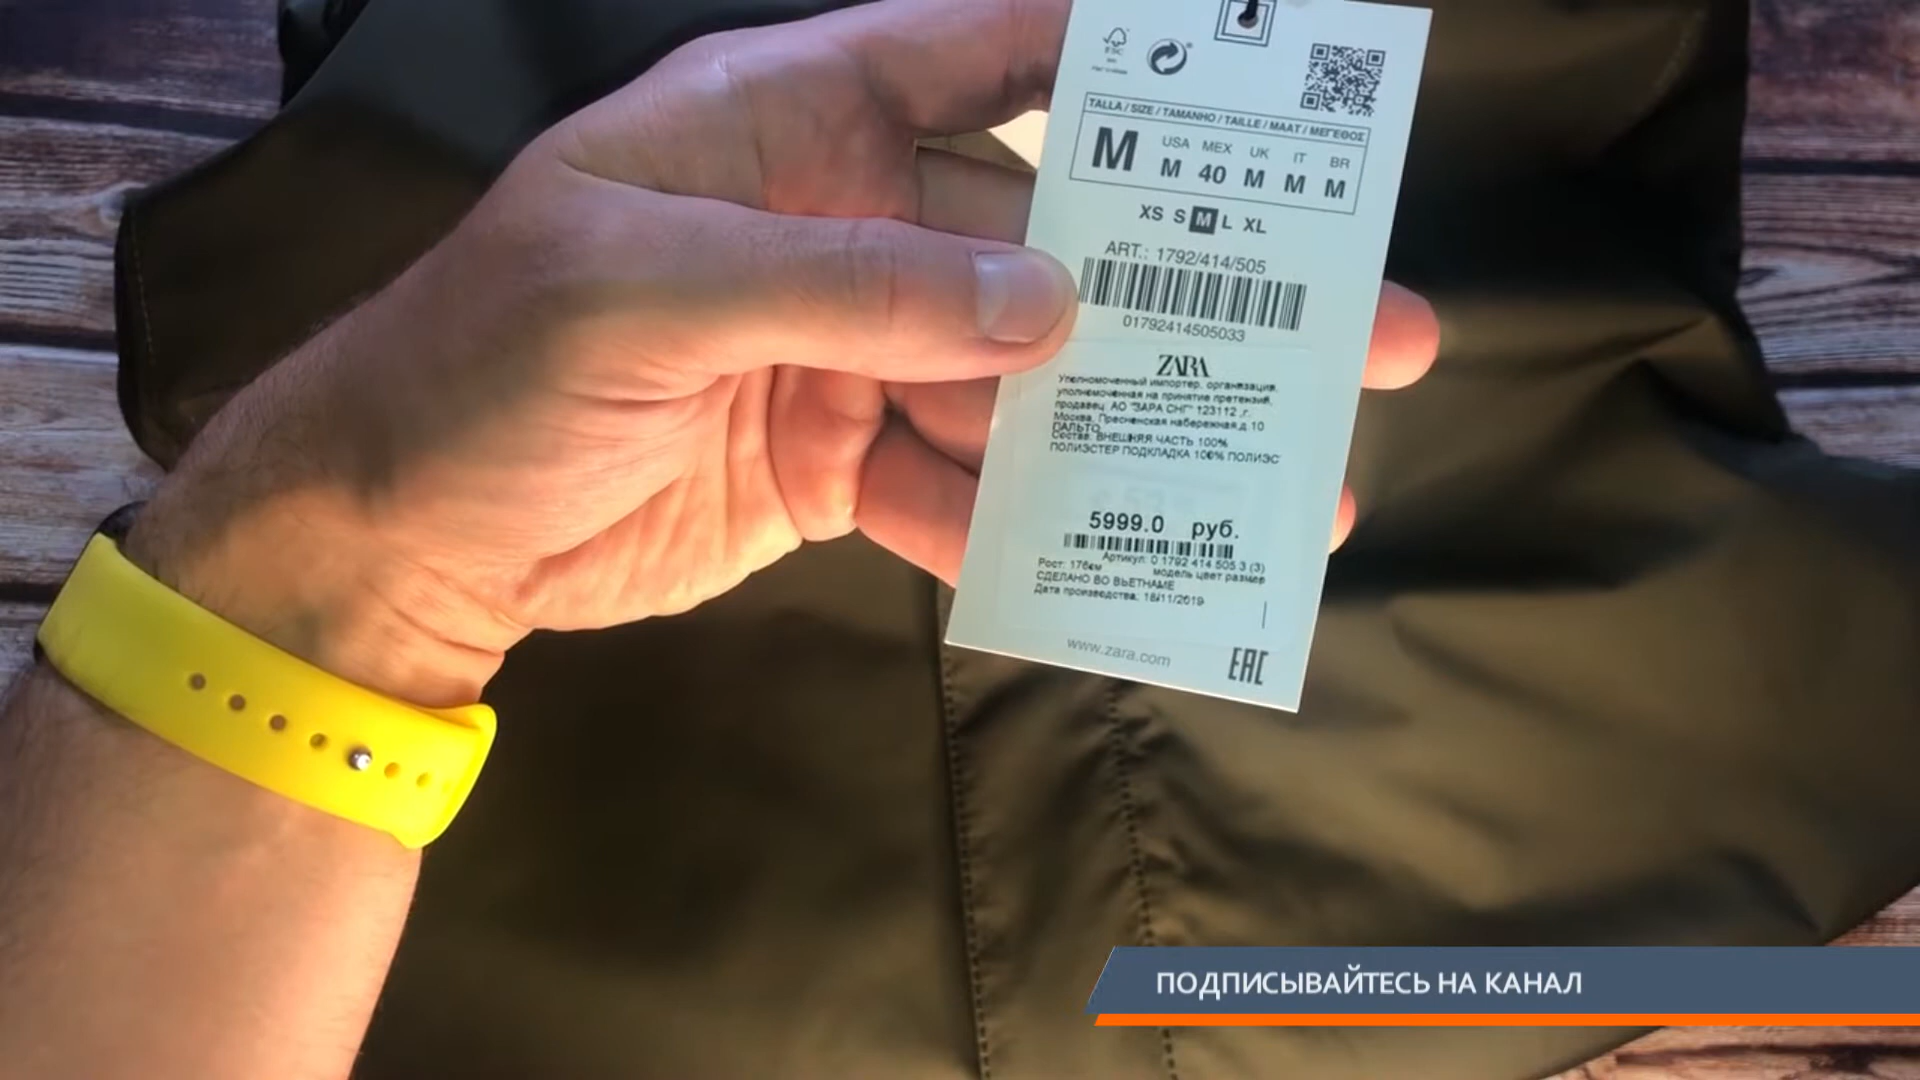 FSC
TALLA / SIZE / TAMANHO / TAILLE / MAAT / ΜΕΓΕΘΟΣ
M USA MEX UK IT BR
M 40 M M M
XS S M L XL
ART.: 1792/414/505
01792414505033
ZARA
Уполномоченный импортер, организация,
уполномоченная на принятие претензий,
продавец: АО "ЗАРА СНГ" 123112 ,г.
Москва, Пресненская набережная,д.10
ПАЛЬТО
Состав: ВНЕШНЯЯ ЧАСТЬ 100%
ПОЛИЭСТЕР ПОДКЛАДКА 100% ПОЛИЭС
5999.0 руб.
Артикул: 0 1792 414 505 3 (3)
модель цвет размер
Рост: 176см
СДЕЛАНО ВО ВЬЕТНАМЕ
Дата производства: 18/11/2019
www.zara.com
EAC
ПОДПИСЫВАЙТЕСЬ НА КАНАЛ